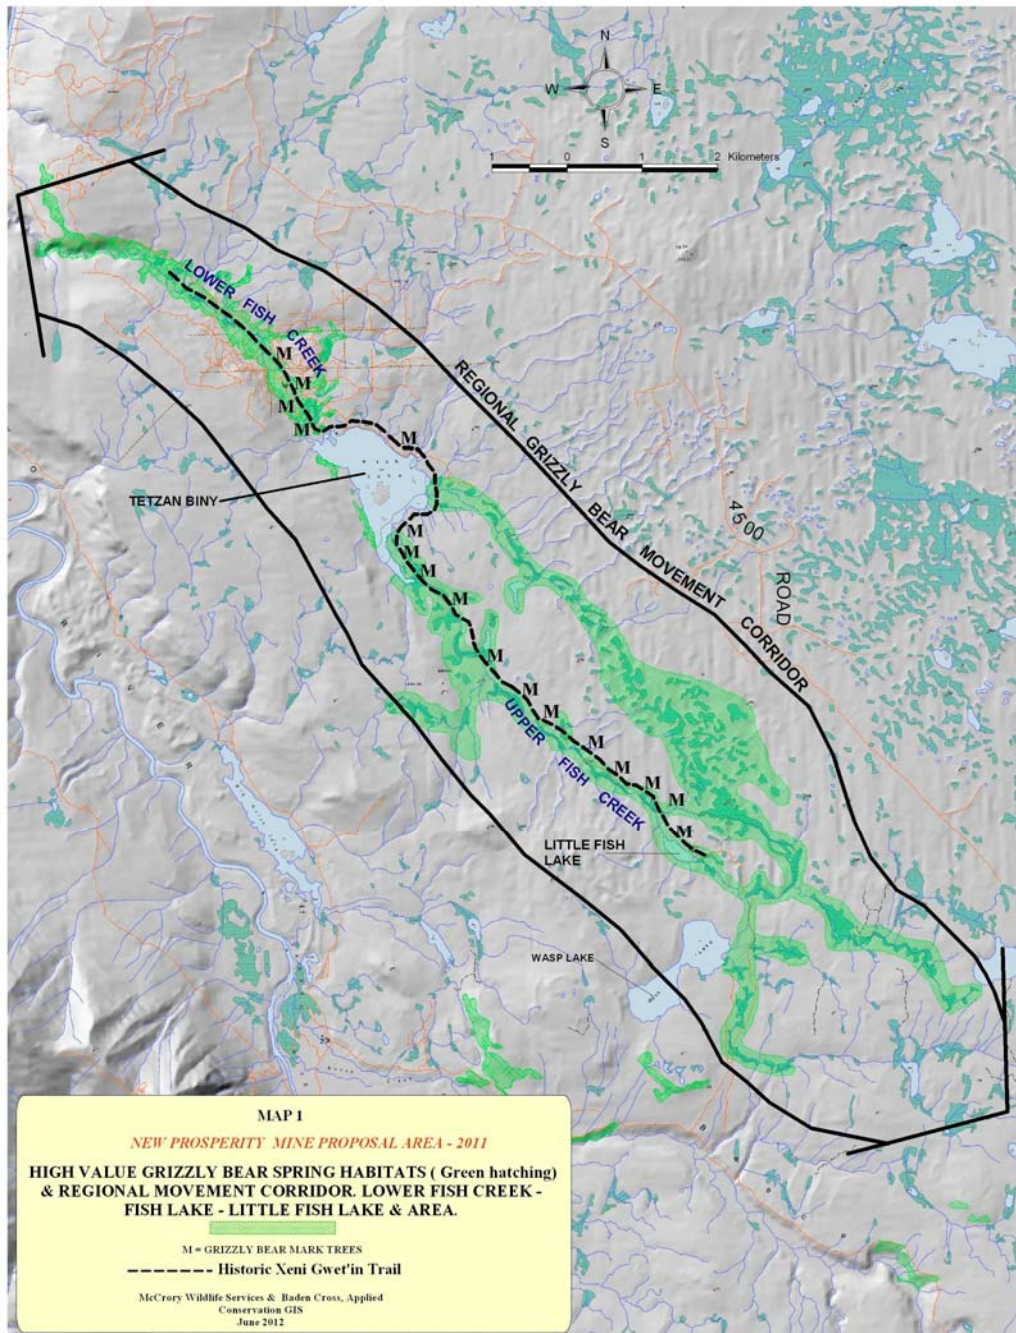 N
W E
S
1 0 1 2 Kilometers
LOWER FISH CREEK
M
M
M
M
M
REGIONAL GRIZZLY BEAR MOVEMENT CORRIDOR
TETZAN BINY
4500
ROAD
M
M
M
M
M
M
M
M
M
M
M
M
UPPER FISH CREEK
LITTLE FISH
LAKE
WASP LAKE
RIVER
MAP 1
NEW PROSPERITY MINE PROPOSAL AREA - 2011
HIGH VALUE GRIZZLY BEAR SPRING HABITATS ( Green hatching)
& REGIONAL MOVEMENT CORRIDOR. LOWER FISH CREEK -
FISH LAKE - LITTLE FISH LAKE & AREA.
M = GRIZZLY BEAR MARK TREES
Historic Xeni Gwet'in Trail
McCrory Wildlife Services & Baden Cross, Applied
Conservation GIS
June 2012